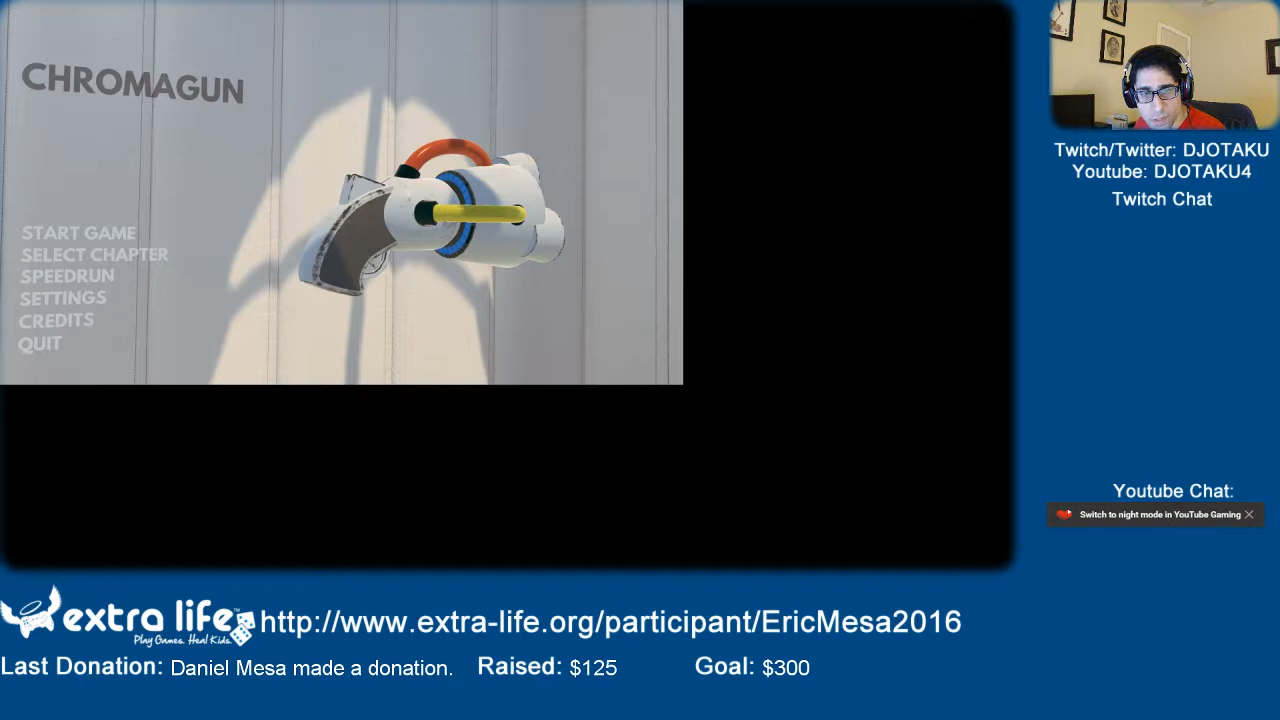 CHROMAGUN
START GAME
SELECT CHAPTER
SPEEDRUN
SETTINGS
CREDITS
QUIT
Twitch/Twitter: DJOTAKU
Youtube: DJOTAKU4
Twitch Chat
Youtube Chat:
Switch to night mode in YouTube Gaming
extra life™
Play Games. Heal Kids.
http://www.extra-life.org/participant/EricMesa2016
Last Donation: Daniel Mesa made a donation. Raised: $125 Goal: $300